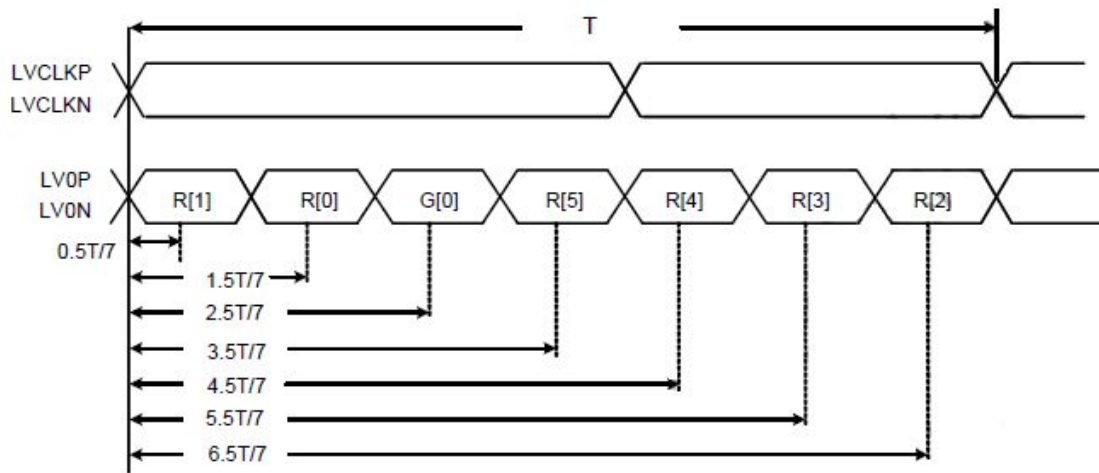 T
LVCLKP
LVCLKN
LV0P
LV0N
R[1] R[0] G[0] R[5] R[4] R[3] R[2]
0.5T/7
1.5T/7
2.5T/7
3.5T/7
4.5T/7
5.5T/7
6.5T/7